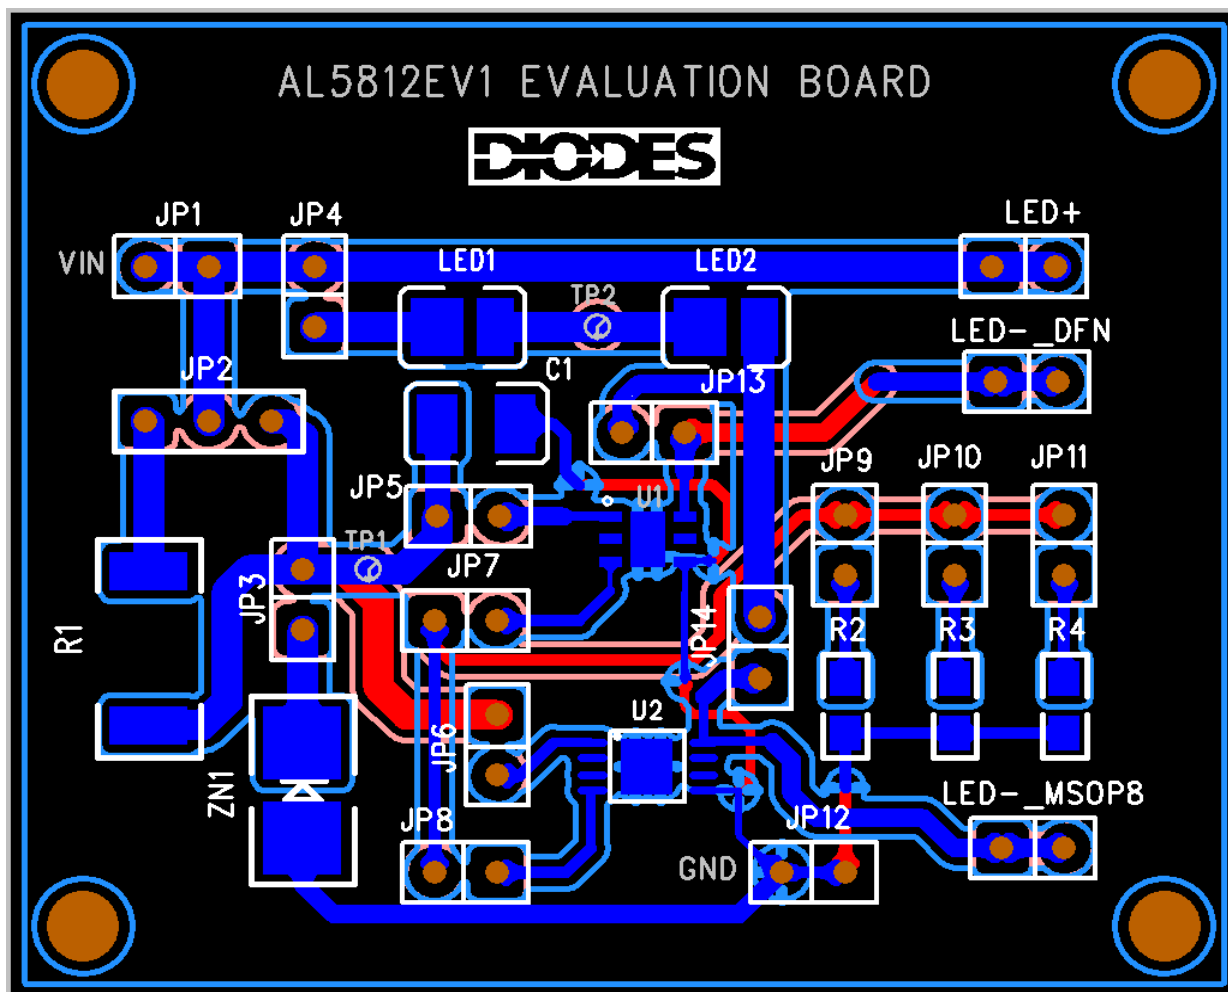 AL5812EV1 EVALUATION BOARD
DIODES
JP1
JP4
LED+
VIN
LED1
LED2
TP2
LED-_DFN
JP2
C1
JP13
JP9
JP10
JP11
JP5
U1
TP1
JP7
JP3
JP14
R1
R2
R3
R4
U2
JP6
ZN1
LED-_MSOP8
JP8
JP12
GND